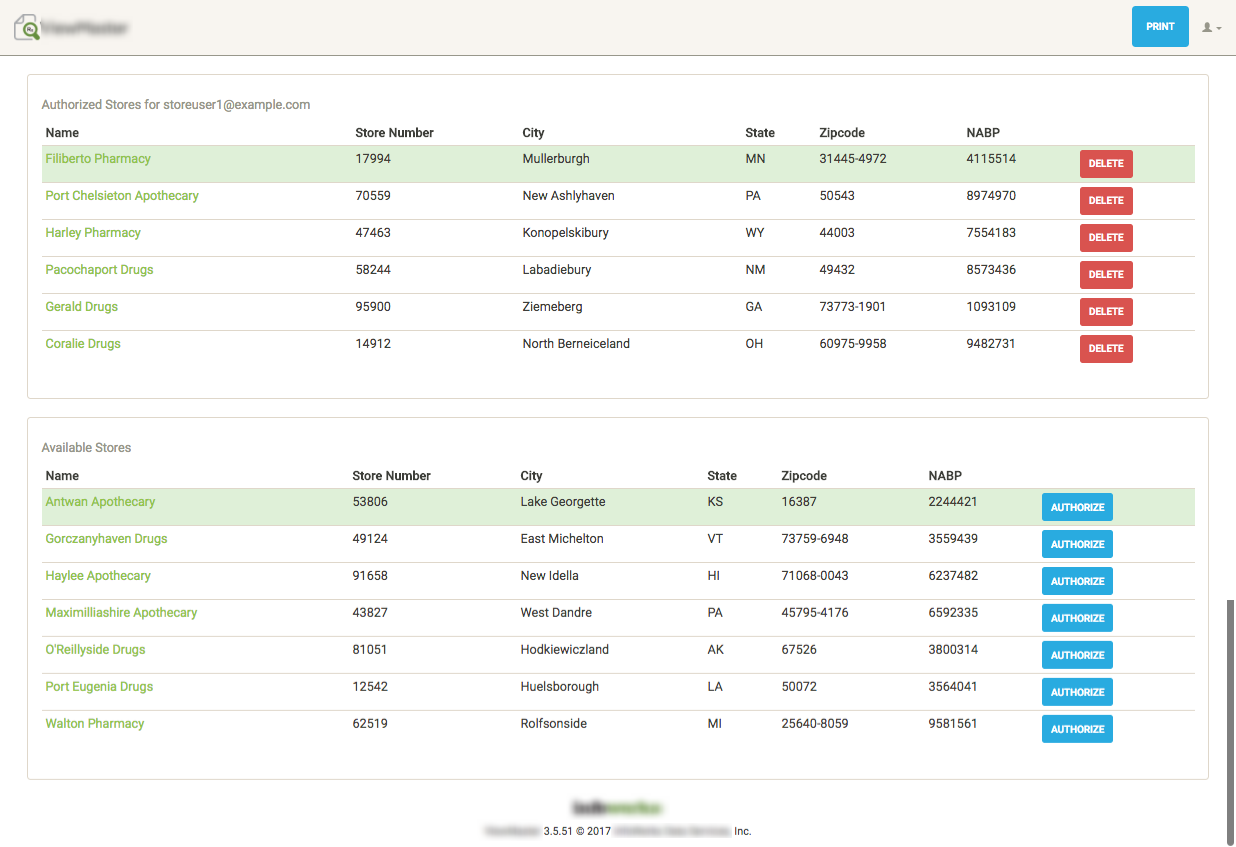 PRINT
Authorized Stores for storeuser1@example.com
Name Store Number City State Zipcode NABP
Filiberto Pharmacy 17994 Mullerburgh MN 31445-4972 4115514 DELETE
Port Chelsieton Apothecary 70559 New Ashlyhaven PA 50543 8974970 DELETE
Harley Pharmacy 47463 Konopelskibury WY 44003 7554183 DELETE
Pacochaport Drugs 58244 Labadiebury NM 49432 8573436 DELETE
Gerald Drugs 95900 Ziemeberg GA 73773-1901 1093109 DELETE
Coralie Drugs 14912 North Berneiceland OH 60975-9958 9482731 DELETE
Available Stores
Name Store Number City State Zipcode NABP
Antwan Apothecary 53806 Lake Georgette KS 16387 2244421 AUTHORIZE
Gorczanyhaven Drugs 49124 East Michelton VT 73759-6948 3559439 AUTHORIZE
Haylee Apothecary 91658 New Idella HI 71068-0043 6237482 AUTHORIZE
Maximilliashire Apothecary 43827 West Dandre PA 45795-4176 6592335 AUTHORIZE
O'Reillyside Drugs 81051 Hodkiewiczland AK 67526 3800314 AUTHORIZE
Port Eugenia Drugs 12542 Huelsborough LA 50072 3564041 AUTHORIZE
Walton Pharmacy 62519 Rolfsonside MI 25640-8059 9581561 AUTHORIZE
3.5.51 © 2017 Inc.